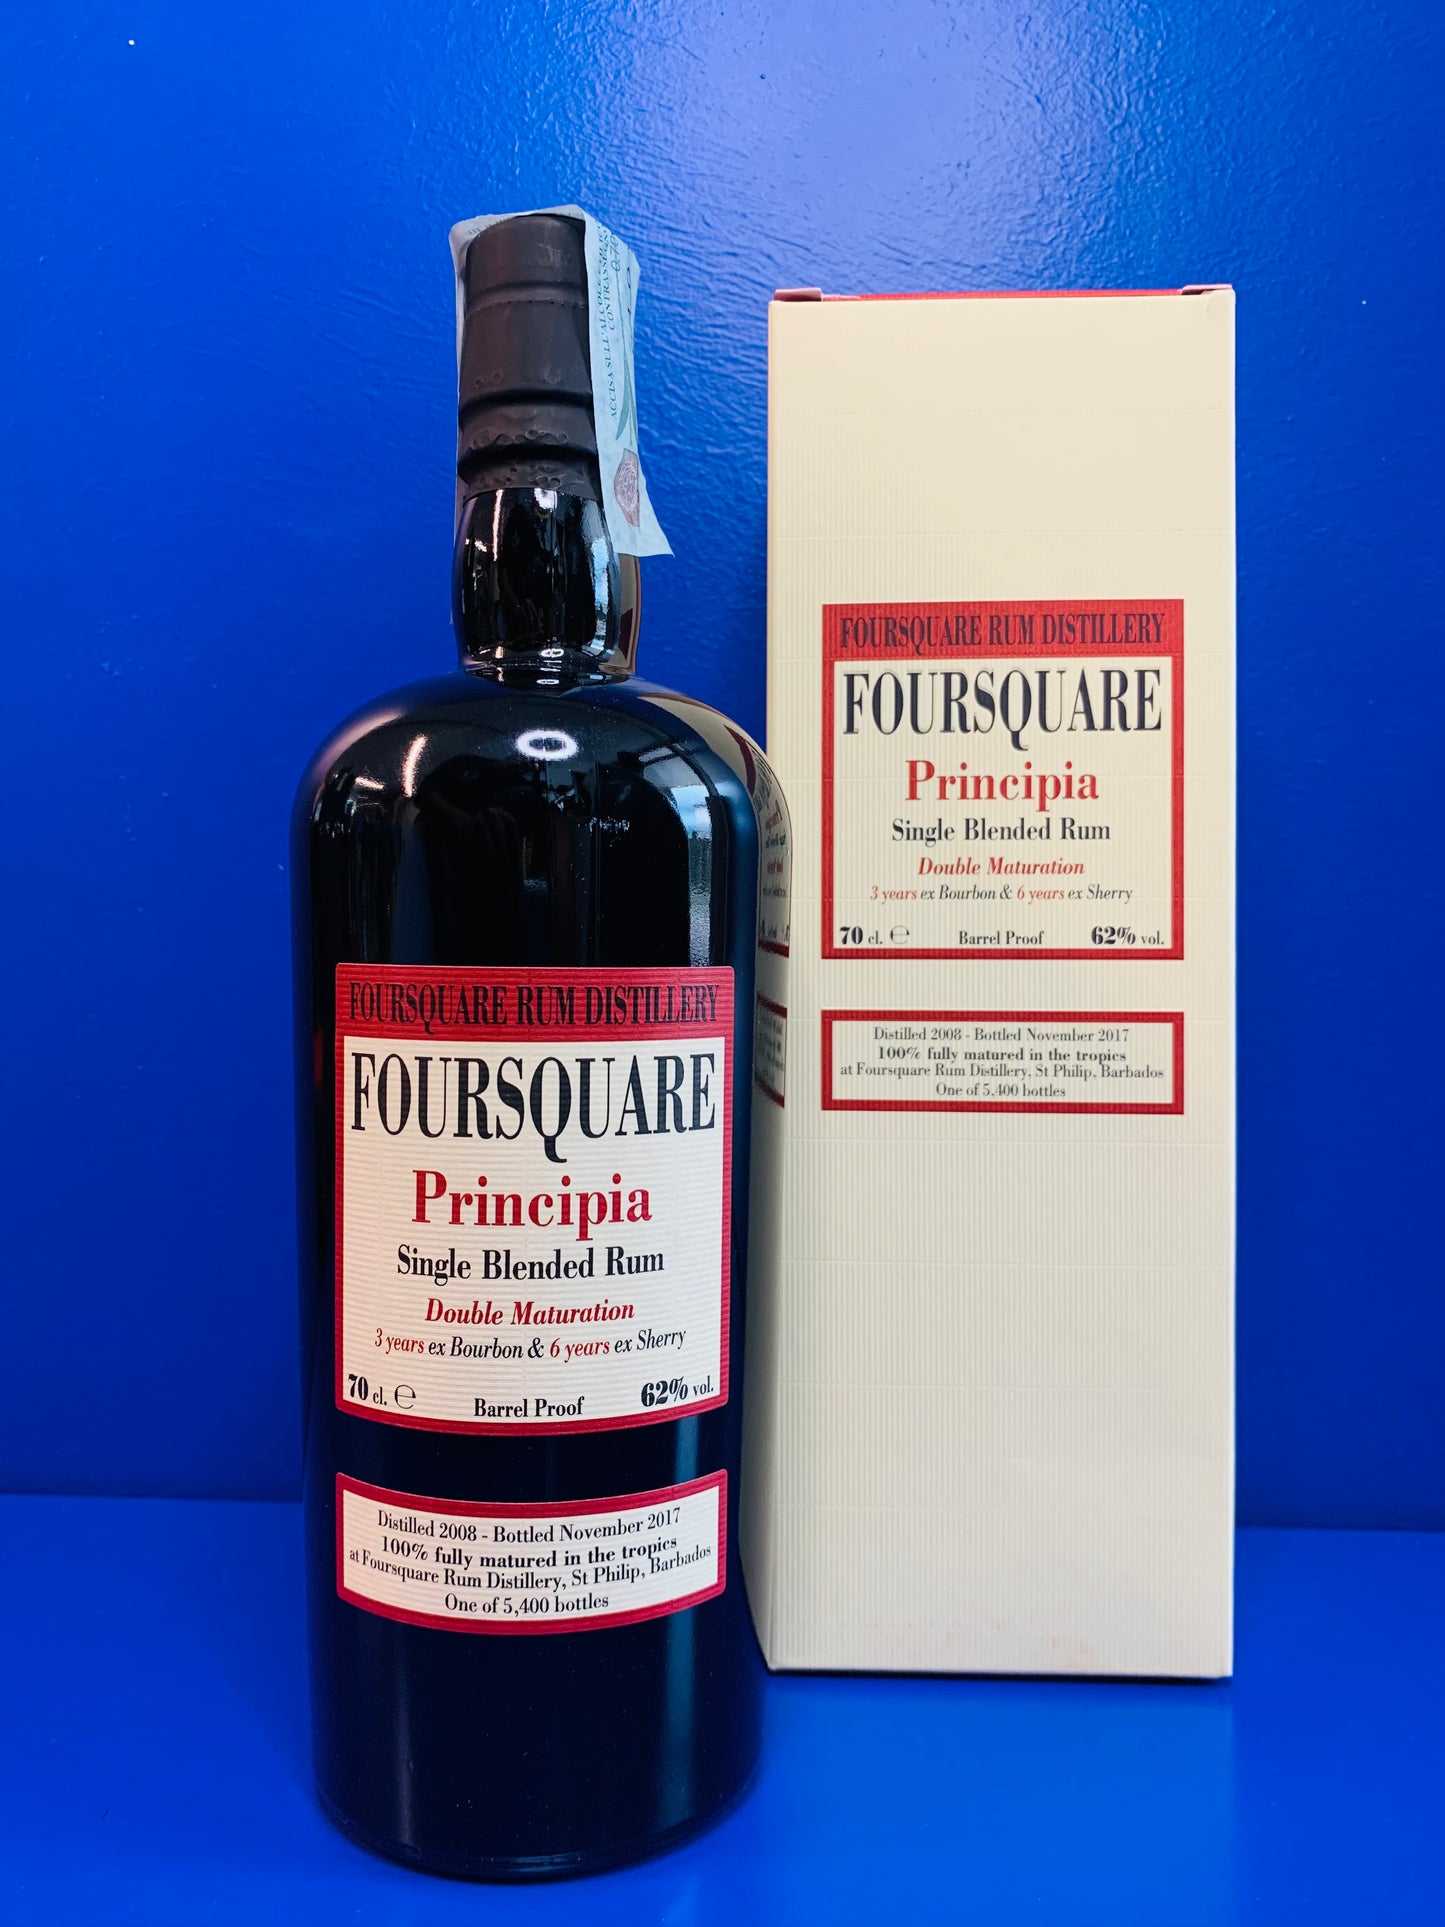 ACCISA SULL'ALCOLE
CONTRASSE
FOURSQUARE RUM DISTILLERY
FOURSQUARE
Principia
Single Blended Rum
Double Maturation
3 years ex Bourbon & 6 years ex Sherry
70 cl. ℮ Barrel Proof 62% vol.
Distilled 2008 - Bottled November 2017
100% fully matured in the tropics
at Foursquare Rum Distillery, St Philip, Barbados
One of 5,400 bottles
FOURSQUARE RUM DISTILLERY
FOURSQUARE
Principia
Single Blended Rum
Double Maturation
3 years ex Bourbon & 6 years ex Sherry
70 cl. ℮ Barrel Proof 62% vol.
Distilled 2008 - Bottled November 2017
100% fully matured in the tropics
at Foursquare Rum Distillery, St Philip, Barbados
One of 5,400 bottles